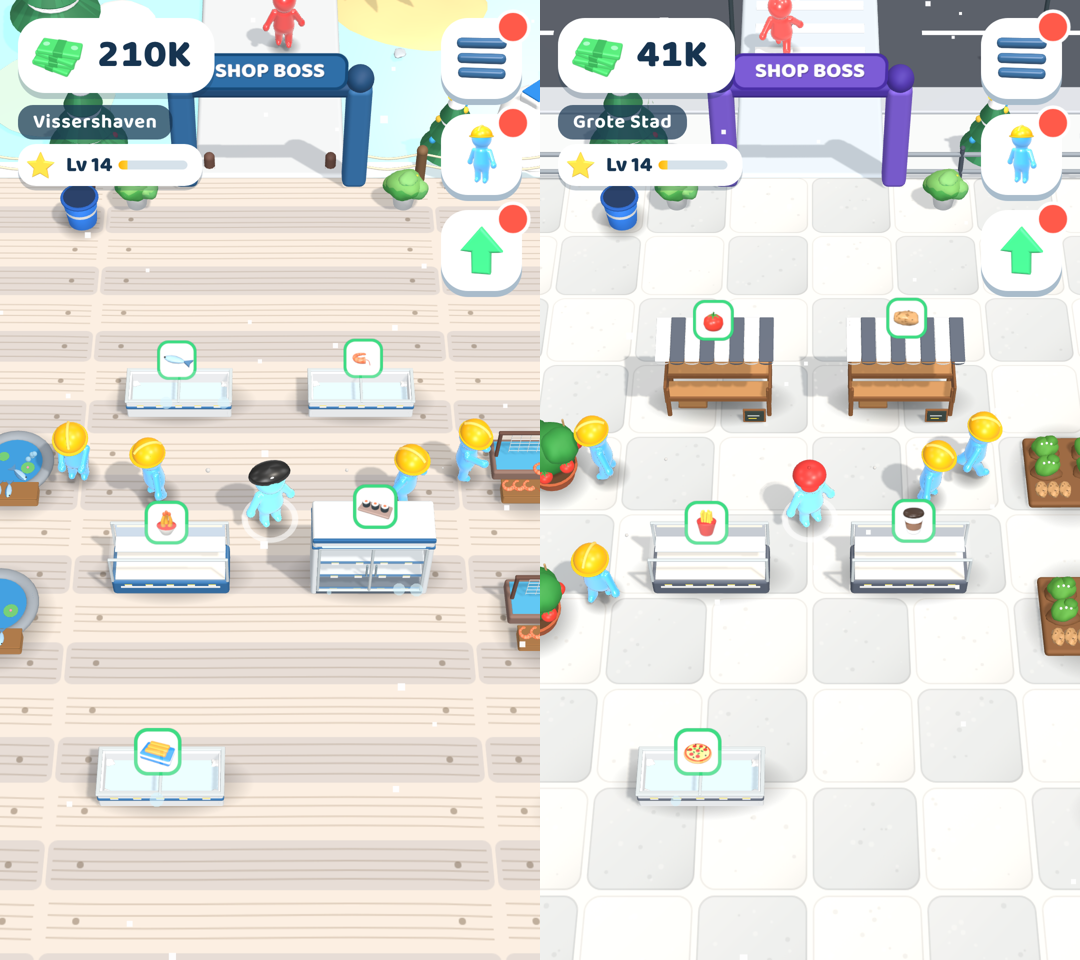 210K
SHOP BOSS
Vissershaven
Lv 14
41K
SHOP BOSS
Grote Stad
Lv 14